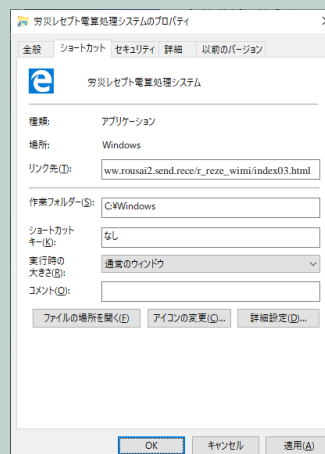 労災レセプト電算処理システムのプロパティ
全般 ショートカット セキュリティ 詳細 以前のバージョン
労災レセプト電算処理システム
種類: アプリケーション
場所: Windows
リンク先(T): ww.rousai2.send.rece/r_reze_wimi/index03.html
作業フォルダー(S): C:¥Windows
ショートカット
キー(K): なし
実行時の
大きさ(R): 通常のウィンドウ
コメント(O):
ファイルの場所を開く(F) アイコンの変更(C)... 詳細設定(D)...
OK キャンセル 適用(A)